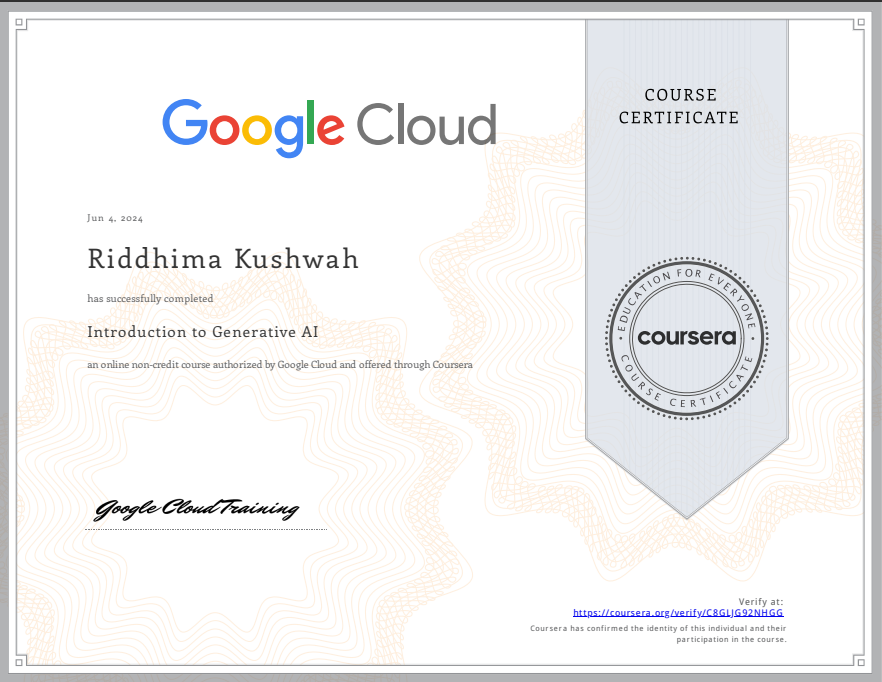 Google Cloud
COURSE
CERTIFICATE
Jun 4, 2024
Riddhima Kushwah
has successfully completed
Introduction to Generative AI
an online non-credit course authorized by Google Cloud and offered through Coursera
EDUCATION FOR EVERYONE
coursera
COURSE CERTIFICATE
Google Cloud Training
Verify at:
https://coursera.org/verify/C8GLJG92NHGG
Coursera has confirmed the identity of this individual and their
participation in the course.